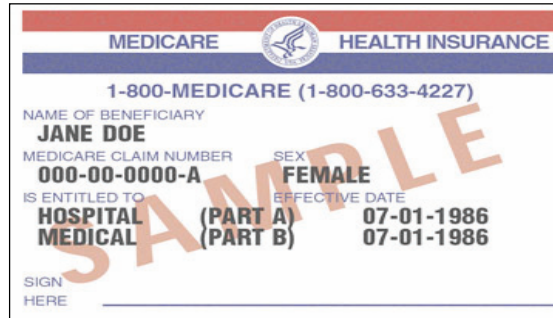 MEDICARE HEALTH INSURANCE
1-800-MEDICARE (1-800-633-4227)
NAME OF BENEFICIARY
JANE DOE
MEDICARE CLAIM NUMBER SEX
000-00-0000-A FEMALE
IS ENTITLED TO EFFECTIVE DATE
HOSPITAL (PART A) 07-01-1986
MEDICAL (PART B) 07-01-1986
SIGN
HERE
SAMPLE